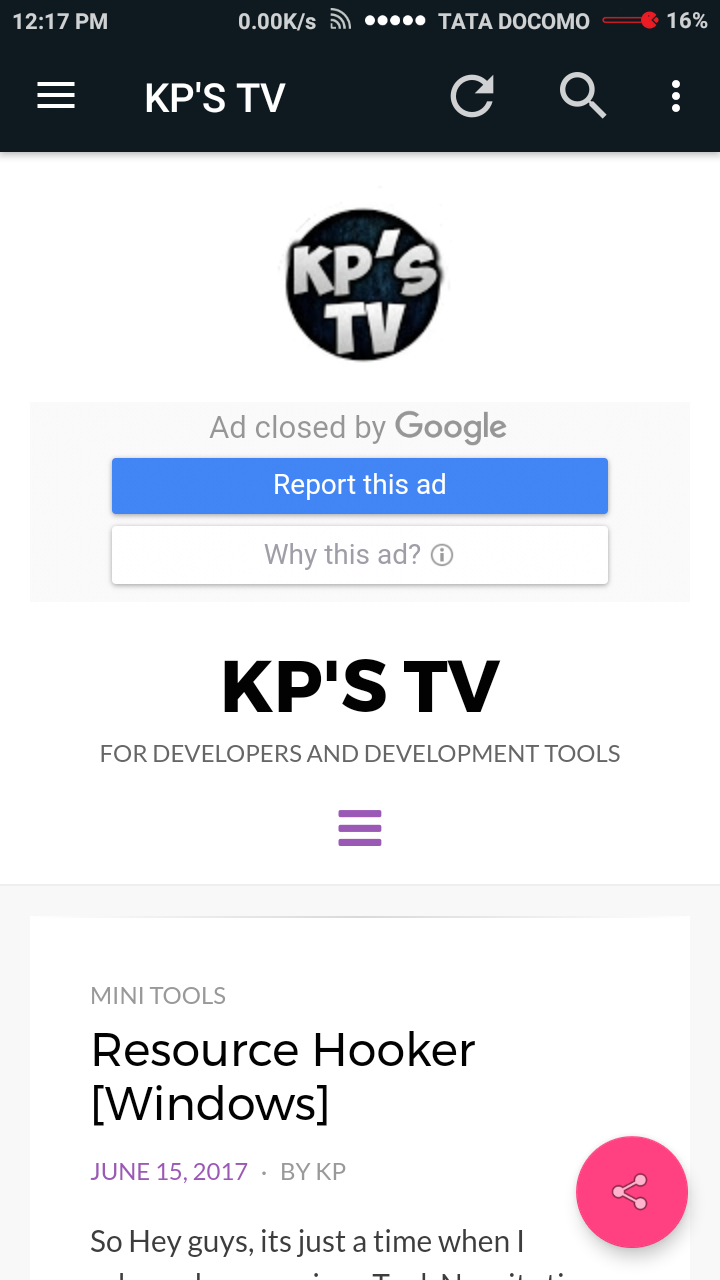 12:17 PM 0.00K/s TATA DOCOMO 16%
KP'S TV
KP'S
TV
Ad closed by Google
Report this ad
Why this ad?
KP'S TV
FOR DEVELOPERS AND DEVELOPMENT TOOLS
MINI TOOLS
Resource Hooker
[Windows]
JUNE 15, 2017 · BY KP
So Hey guys, its just a time when I